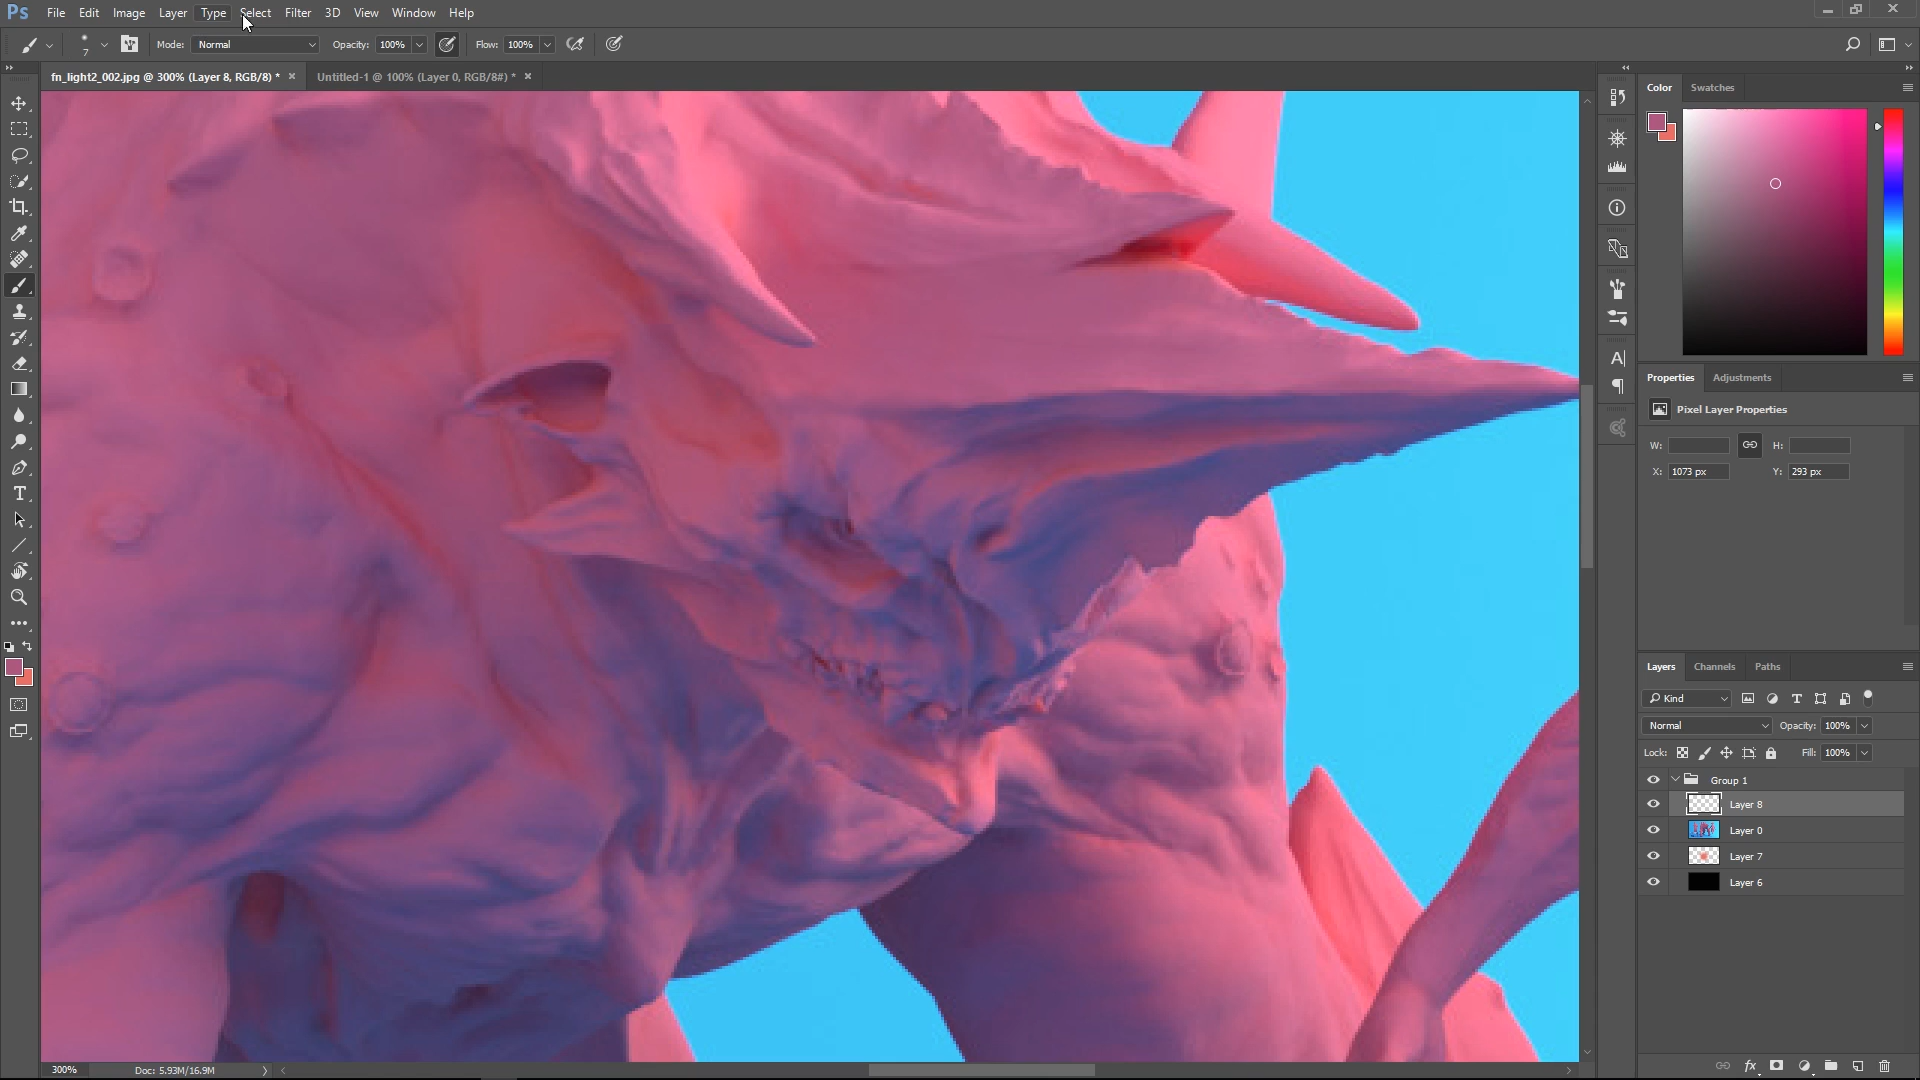 Ps File Edit Image Layer Type Select Filter 3D View Window Help
7 Mode: Normal Opacity: 100% Flow: 100%
fn_light2_002.jpg @ 300% (Layer 8, RGB/8) * × Untitled-1 @ 100% (Layer 0, RGB/8#) * ×
Color Swatches
Properties Adjustments
Pixel Layer Properties
W: H:
X: 1073 px Y: 293 px
Layers Channels Paths
Kind
Normal Opacity: 100%
Lock: Fill: 100%
Group 1
Layer 8
Layer 0
Layer 7
Layer 6
fx
300% Doc: 5.93M/16.9M